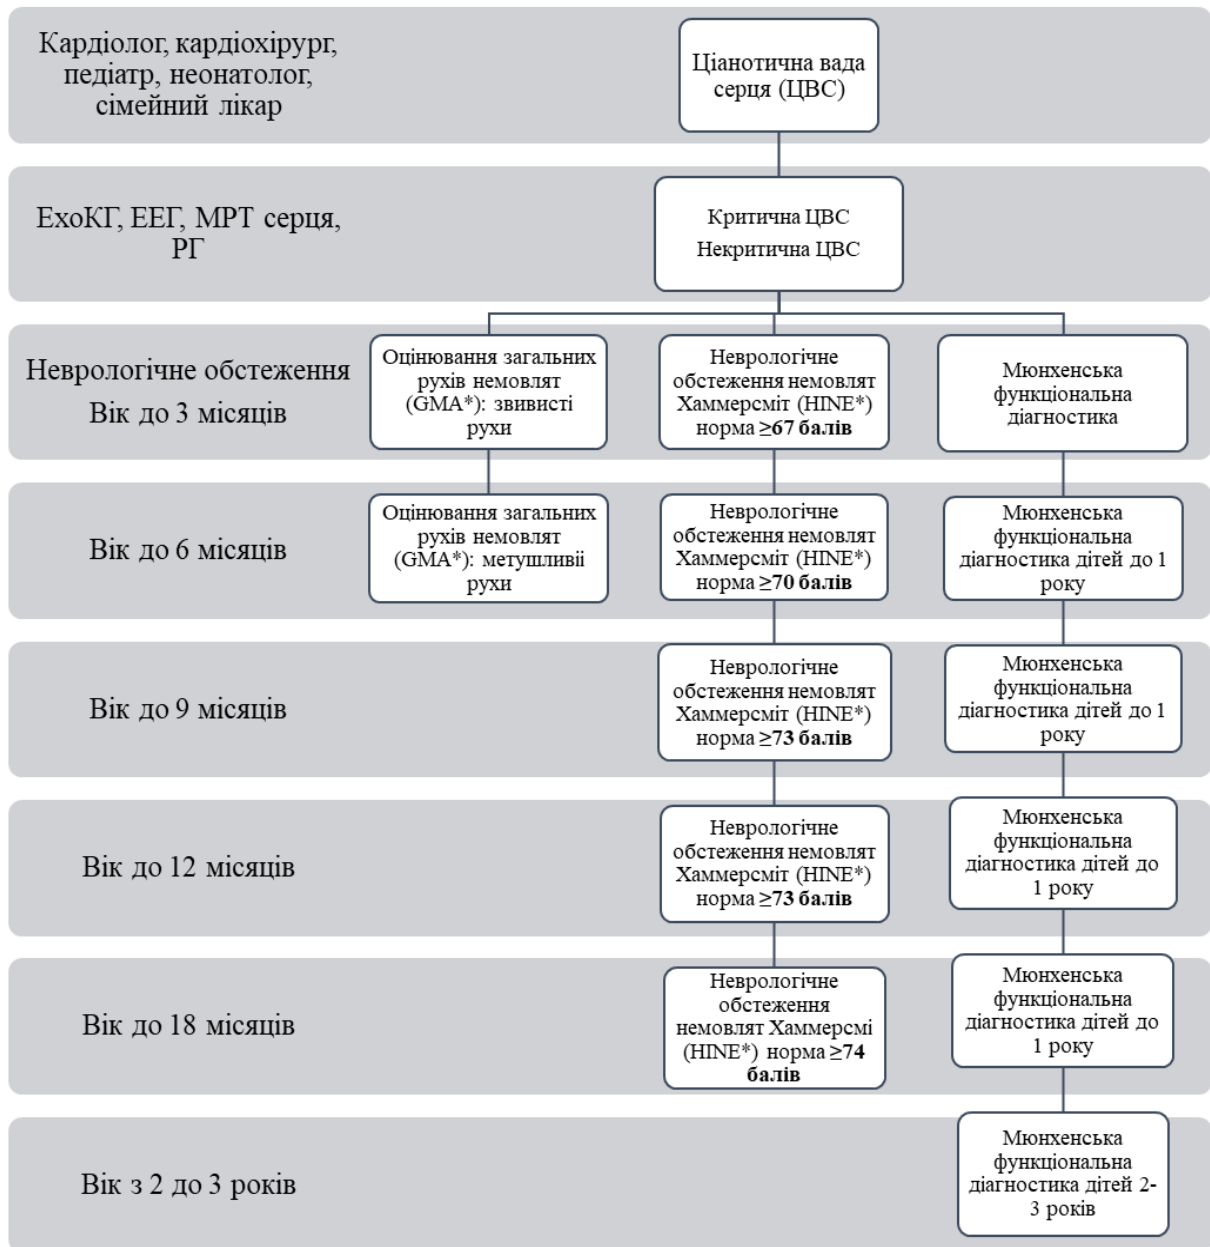 Кардіолог, кардіохірург,
педіатр, неонатолог,
сімейний лікар
Ціанотична вада
серця (ЦВС)
ЕхоКГ, ЕЕГ, МРТ серця,
РГ
Критична ЦВС
Некритична ЦВС
Неврологічне обстеження
Вік до 3 місяців
Оцінювання загальних
рухів немовлят
(GMA*): звивисті
рухи
Неврологічне
обстеження немовлят
Хаммерсміт (HINE*)
норма ≥67 балів
Мюнхенська
функціональна
діагностика
Вік до 6 місяців
Оцінювання загальних
рухів немовлят
(GMA*): метушливіі
рухи
Неврологічне
обстеження немовлят
Хаммерсміт (HINE*)
норма ≥70 балів
Мюнхенська
функціональна
діагностика дітей до 1
року
Вік до 9 місяців
Неврологічне
обстеження немовлят
Хаммерсміт (HINE*)
норма ≥73 балів
Мюнхенська
функціональна
діагностика дітей до 1
року
Вік до 12 місяців
Неврологічне
обстеження немовлят
Хаммерсміт (HINE*)
норма ≥73 балів
Мюнхенська
функціональна
діагностика дітей до
1 року
Вік до 18 місяців
Неврологічне
обстеження
немовлят Хаммерсмі
(HINE*) норма ≥74
балів
Мюнхенська
функціональна
діагностика дітей до
1 року
Вік з 2 до 3 років
Мюнхенська
функціональна
діагностика дітей 2-
3 років